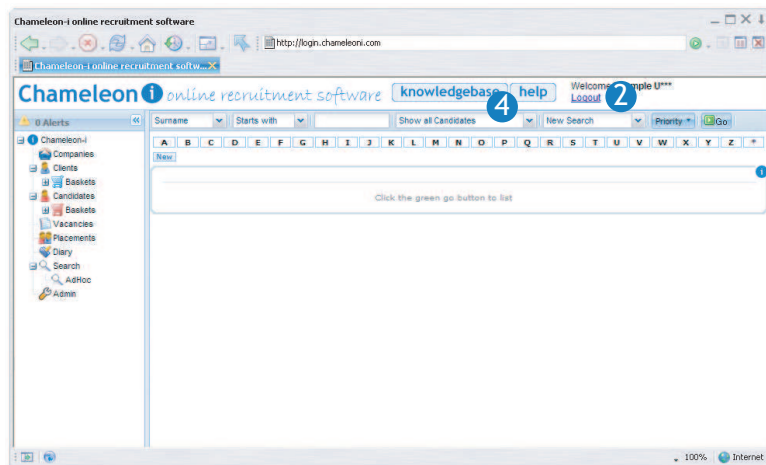 Chameleon-i online recruitment software
http://login.chameleoni.com
Chameleon-i online recruitment softw...
Chameleon i online recruitment software
knowledgebase help
4
Logout
2
0 Alerts
Surname Starts with Show all Candidates New Search Priority Go
A B C D E F G H I J K L M N O P Q R S T U V W X Y Z *
New
Click the green go button to list
Chameleon-i
Companies
Clients
Baskets
Candidates
Baskets
Vacancies
Placements
Diary
Search
AdHoc
Admin
100% Internet